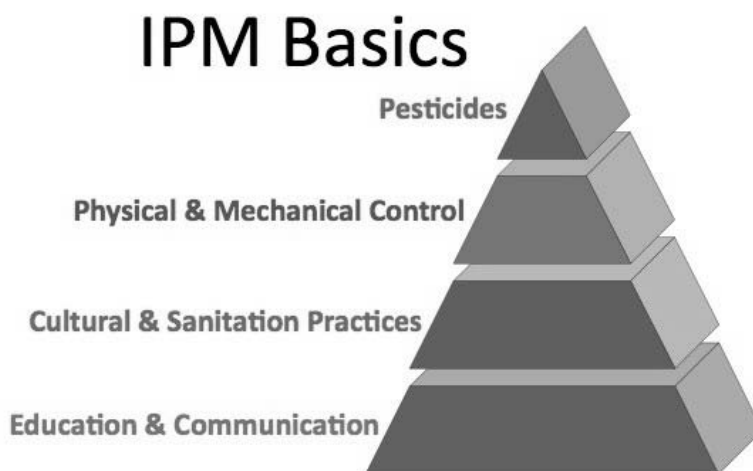 IPM Basics
Pesticides
Physical & Mechanical Control
Cultural & Sanitation Practices
Education & Communication